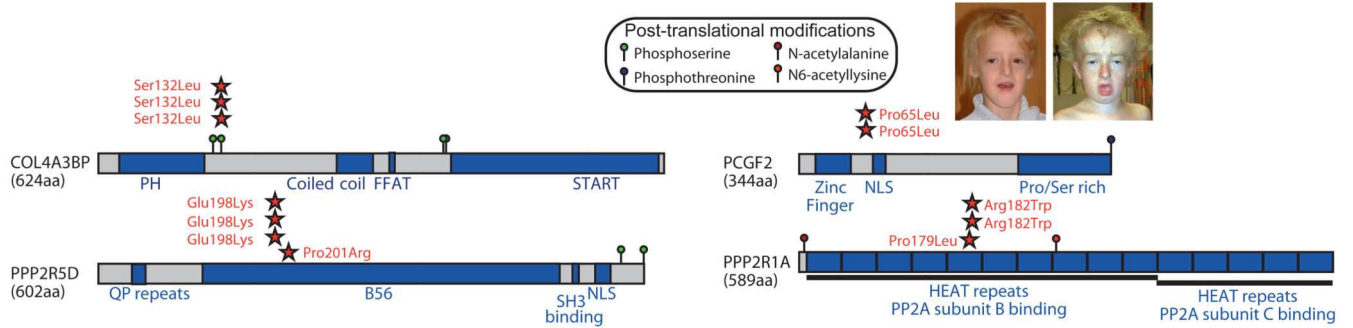 Post-translational modifications
Phosphoserine
N-acetylalanine
Phosphothreonine
N6-acetyllysine
Ser132Leu
Ser132Leu
Ser132Leu
COL4A3BP
(624aa)
PH
Coiled coil
FFAT
START
Glu198Lys
Glu198Lys
Glu198Lys
Pro201Arg
PPP2R5D
(602aa)
QP repeats
B56
SH3
binding
NLS
Pro65Leu
Pro65Leu
PCGF2
(344aa)
Zinc
Finger
NLS
Pro/Ser rich
Arg182Trp
Arg182Trp
Pro179Leu
PPP2R1A
(589aa)
HEAT repeats
PP2A subunit B binding
HEAT repeats
PP2A subunit C binding